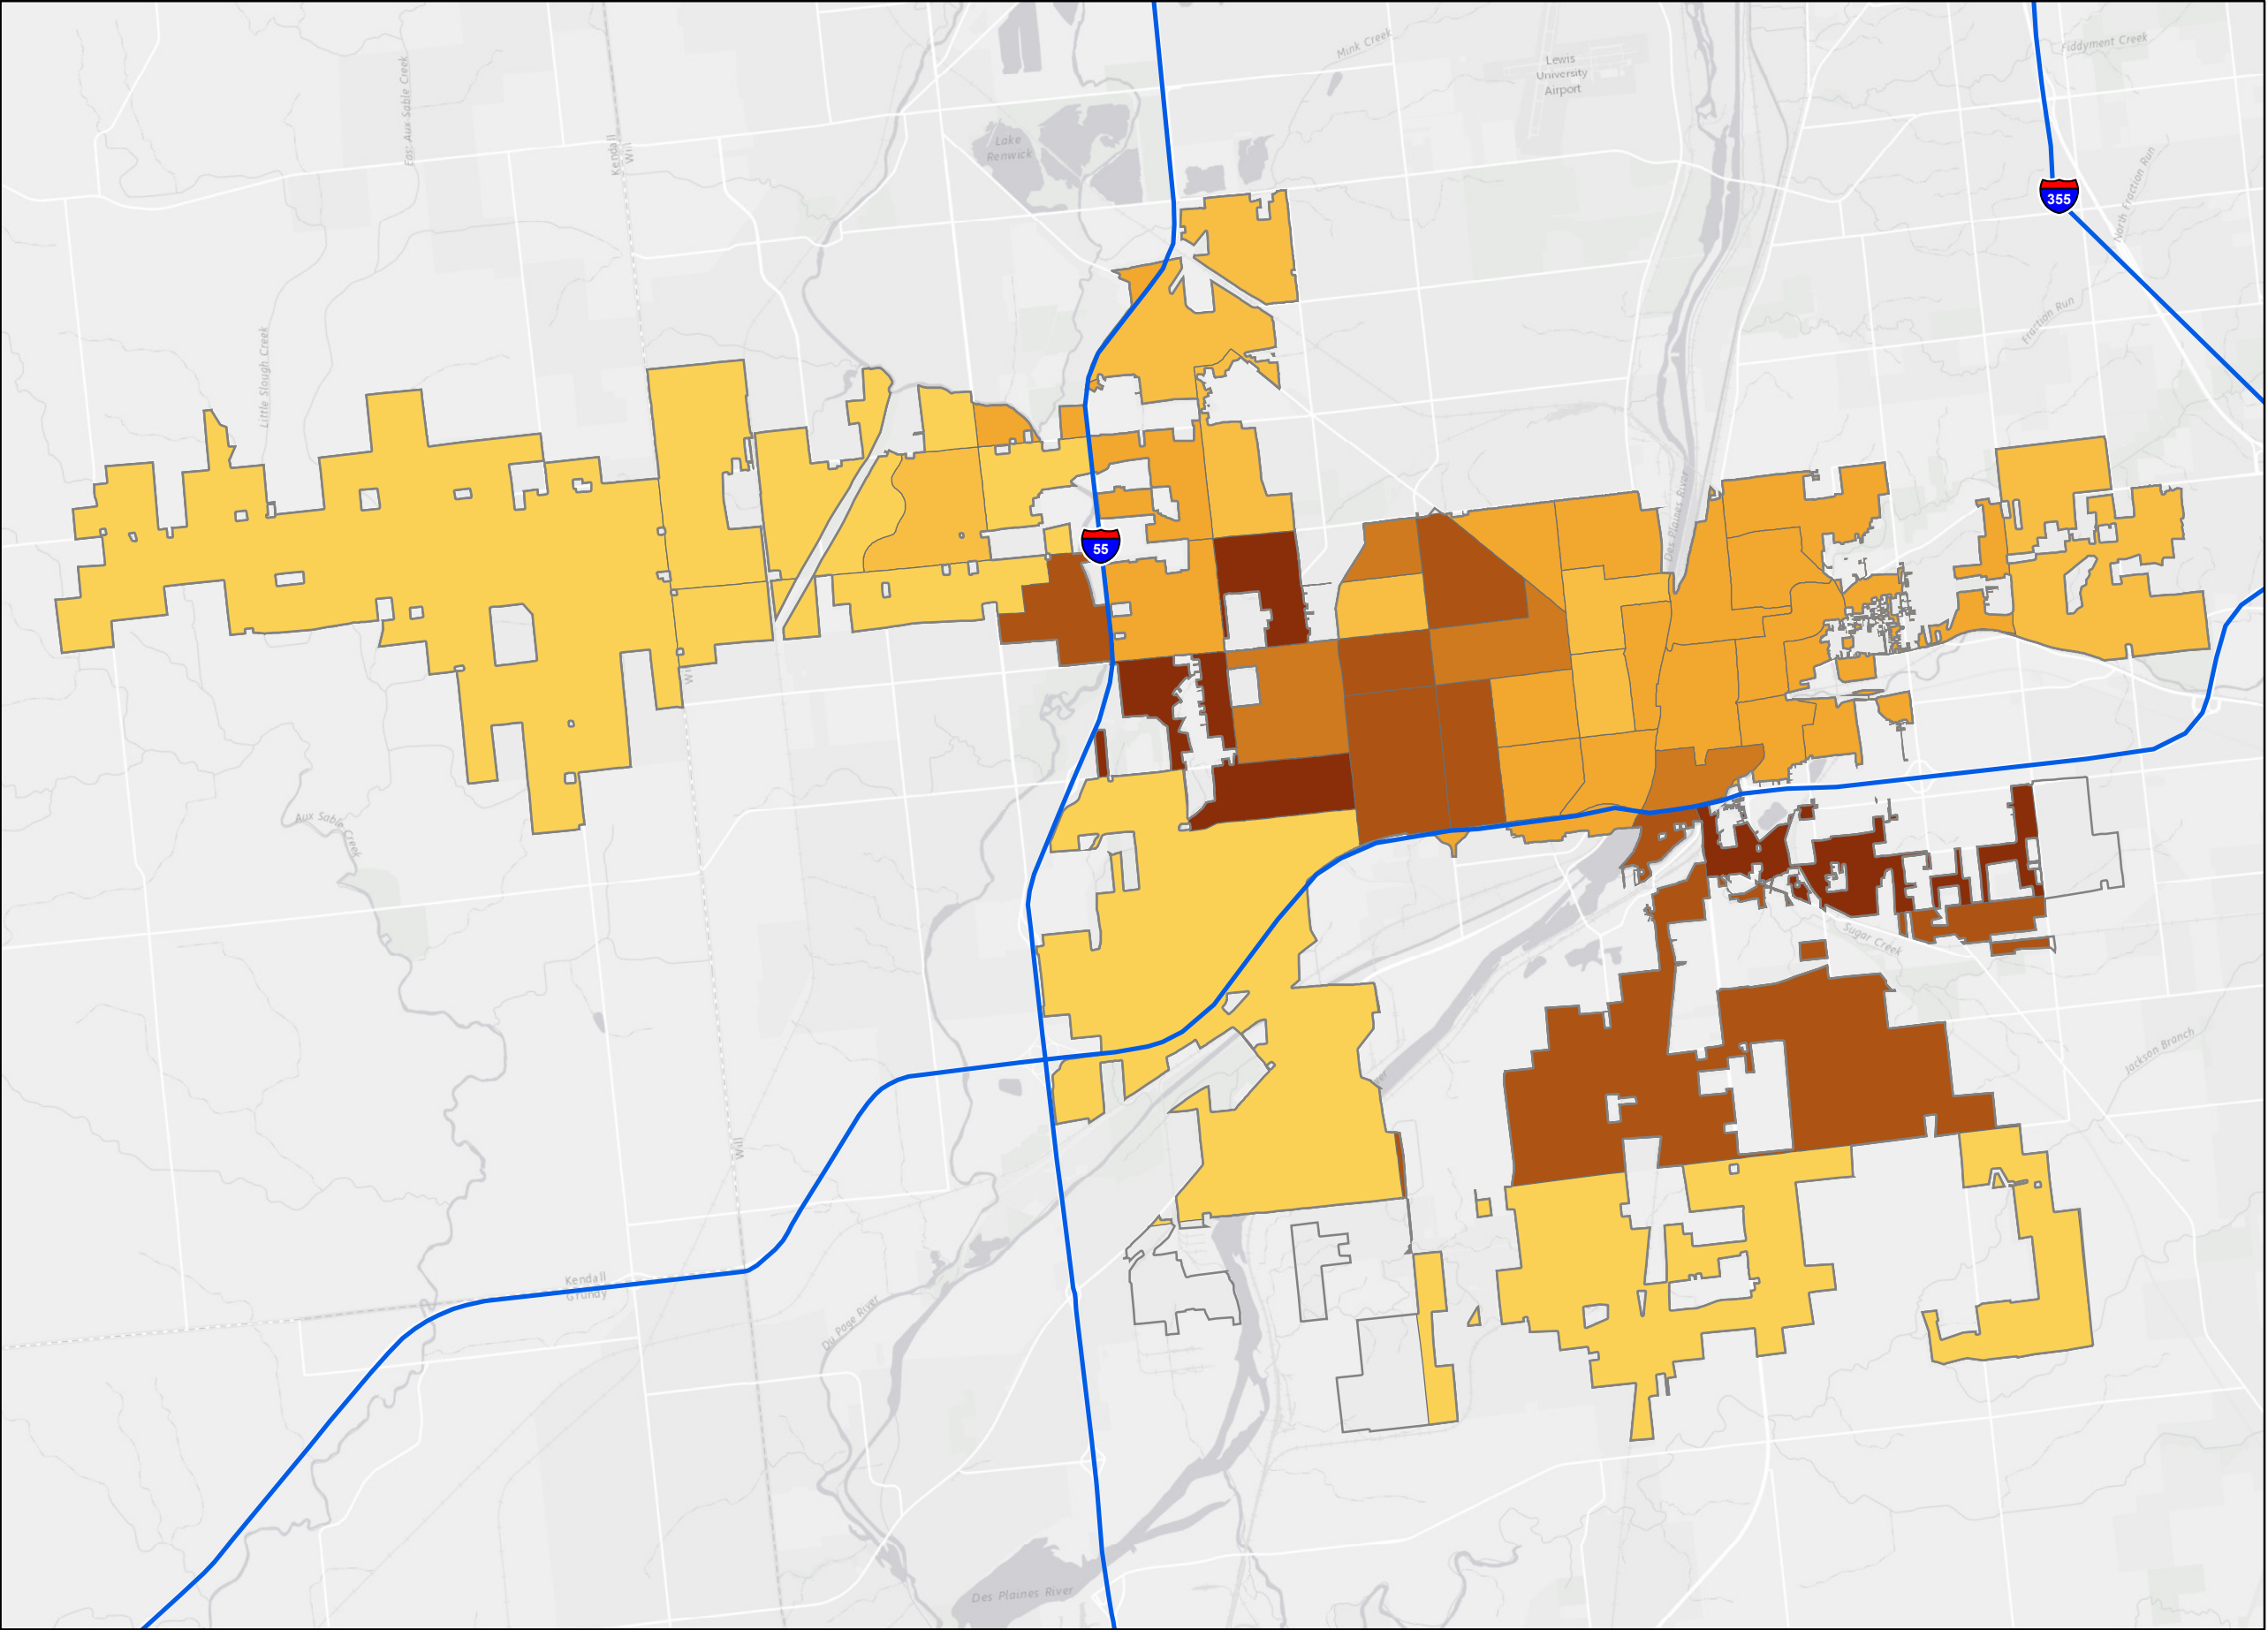 Mink Creek
Fiddyment Creek
East Aux Sable Creek
Lewis
University
Airport
Lake
Renwick
Kendall
Will
355
North Fraction Run
Fraction Run
Little Slough Creek
Des Plaines River
55
Will
Aux Sable Creek
Sugar Creek
Jackson Branch
Will
Kendall
Grundy
Du Page River
Des Plaines River